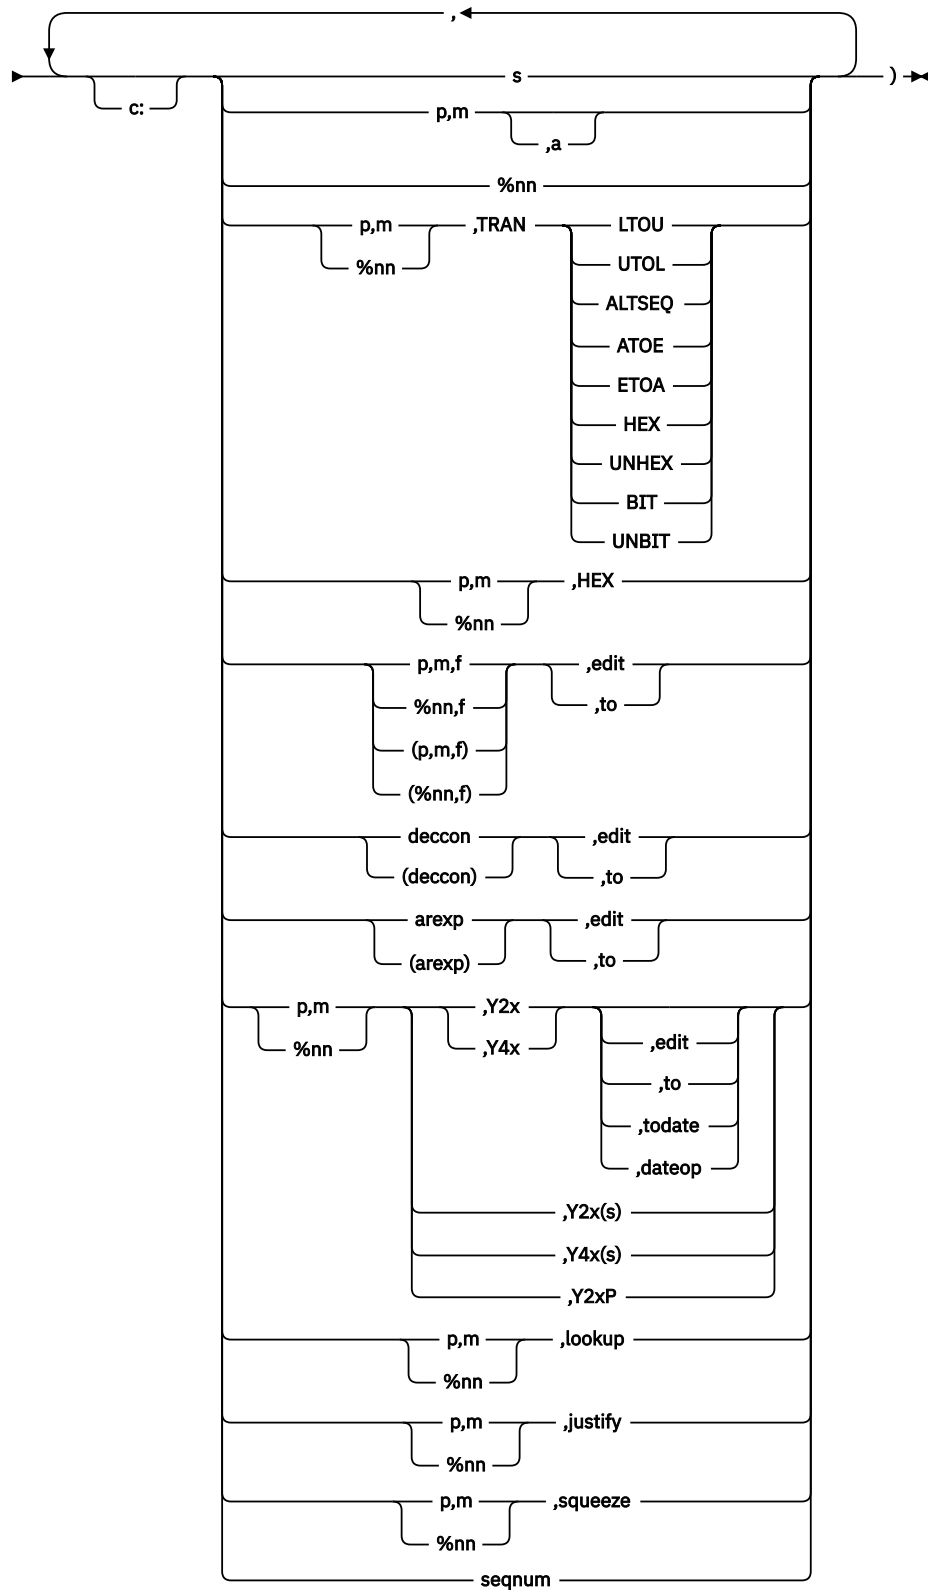 ,
s )
c:
p,m
,a
%nn
p,m ,TRAN LTOU
%nn UTOL
ALTSEQ
ATOE
ETOA
HEX
UNHEX
BIT
UNBIT
p,m ,HEX
%nn
p,m,f ,edit
%nn,f ,to
(p,m,f)
(%nn,f)
deccon ,edit
(deccon) ,to
arexp ,edit
(arexp) ,to
p,m ,Y2x
%nn ,Y4x ,edit
,to
,todate
,dateop
,Y2x(s)
,Y4x(s)
,Y2xP
p,m ,lookup
%nn
p,m ,justify
%nn
p,m ,squeeze
%nn
seqnum